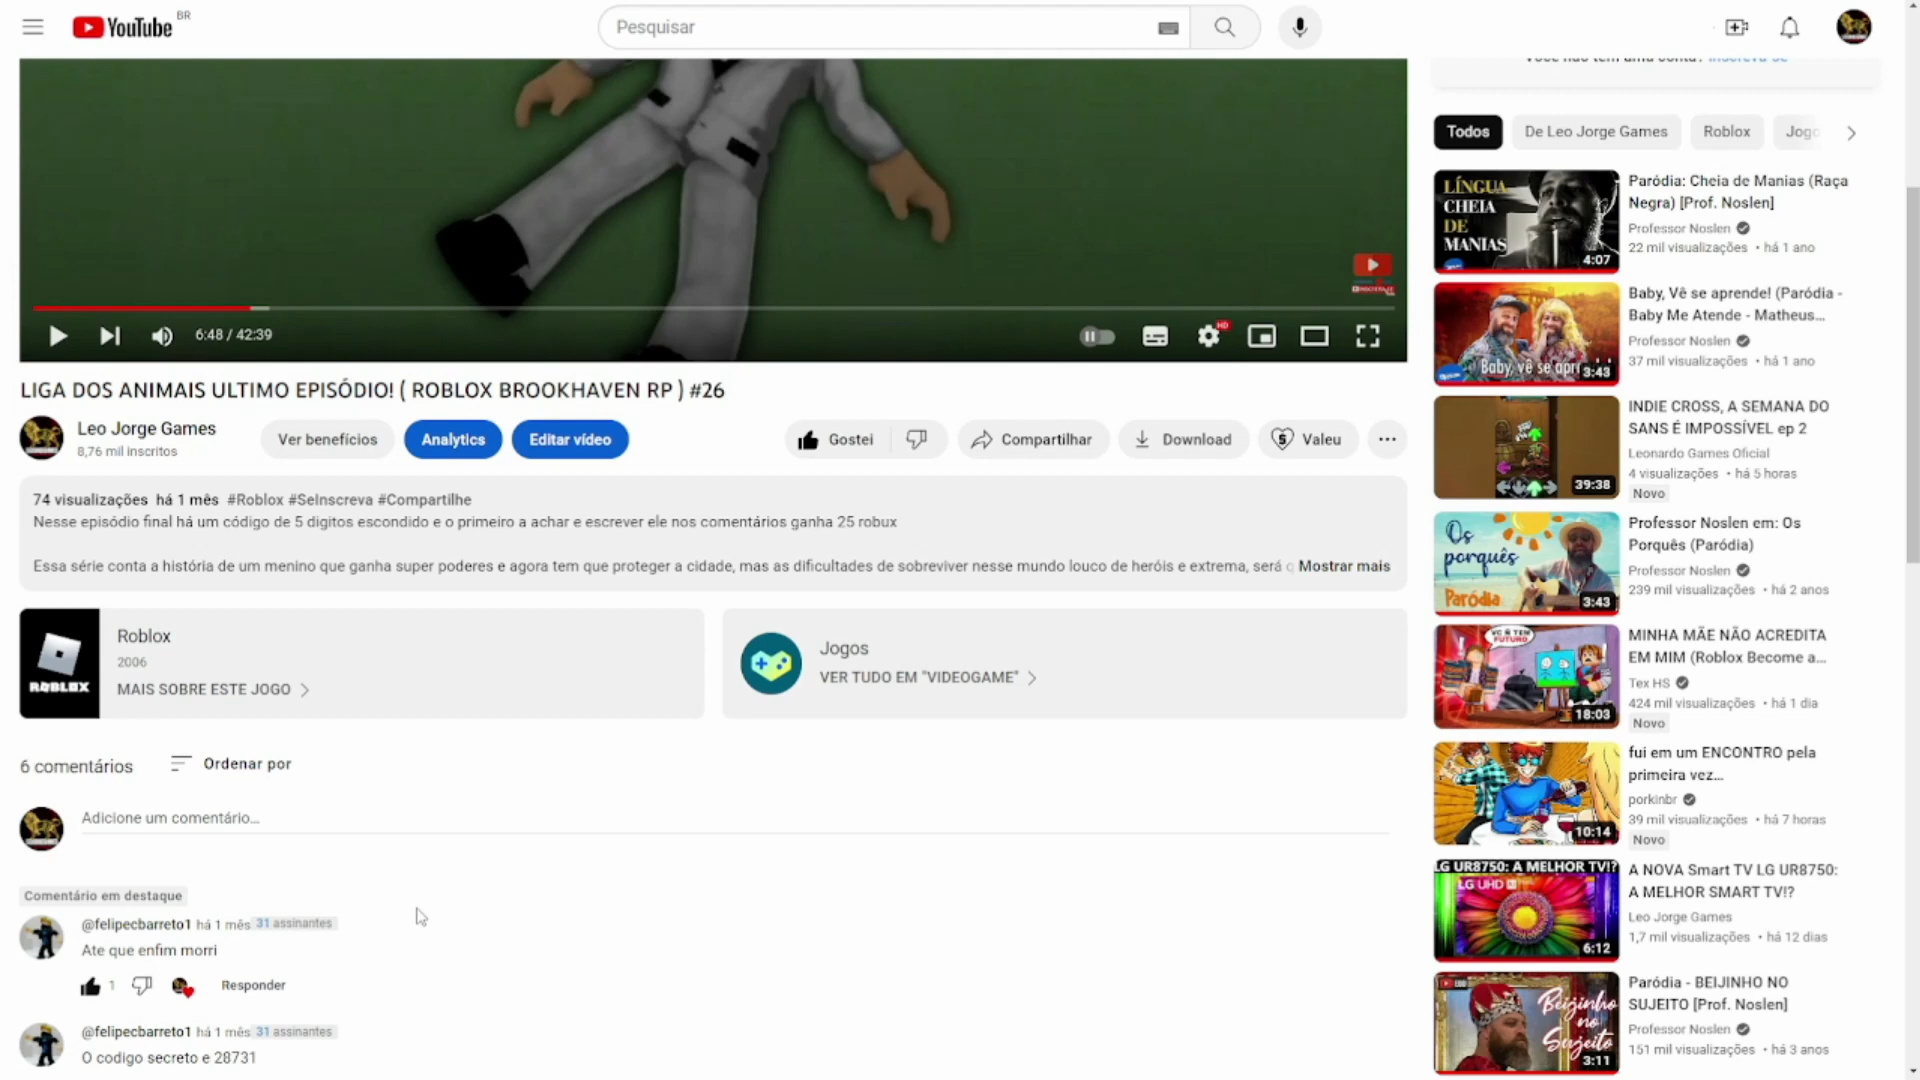 YouTube BR
Pesquisar
Todos
De Leo Jorge Games
Roblox
LÍNGUA
CHEIA
DE
MANIAS
4:07
Paródia: Cheia de Manias (Raça
Negra) [Prof. Noslen]
Professor Noslen
22 mil visualizações • há 1 ano
Baby, vê se
3:43
Baby, Vê se aprende! (Paródia -
Baby Me Atende - Matheus...
Professor Noslen
37 mil visualizações • há 1 ano
39:38
INDIE CROSS, A SEMANA DO
SANS É IMPOSSÍVEL ep 2
Leonardo Games Oficial
4 visualizações • há 5 horas
Novo
Os
porquês
Paródia
3:43
Professor Noslen em: Os
Porquês (Paródia)
Professor Noslen
239 mil visualizações • há 2 anos
18:03
MINHA MÃE NÃO ACREDITA
EM MIM (Roblox Become a...
Tex HS
424 mil visualizações • há 1 dia
Novo
10:14
fui em um ENCONTRO pela
primeira vez...
porkinbr
39 mil visualizações • há 7 horas
Novo
LG UR8750: A MELHOR TV!?
LG UHD
6:12
A NOVA Smart TV LG UR8750:
A MELHOR SMART TV!?
Leo Jorge Games
1,7 mil visualizações • há 12 dias
Beijinho
no
Sujeito
3:11
Paródia - BEIJINHO NO
SUJEITO [Prof. Noslen]
Professor Noslen
151 mil visualizações • há 3 anos
6:48 / 42:39
HD
LIGA DOS ANIMAIS ULTIMO EPISÓDIO! ( ROBLOX BROOKHAVEN RP ) #26
Leo Jorge Games
8,76 mil inscritos
Ver benefícios
Analytics
Editar vídeo
Gostei
Compartilhar
Download
Valeu
74 visualizações há 1 mês #Roblox #SeInscreva #Compartilhe
Nesse episódio final há um código de 5 digitos escondido e o primeiro a achar e escrever ele nos comentários ganha 25 robux
Essa série conta a história de um menino que ganha super poderes e agora tem que proteger a cidade, mas as dificultades de sobreviver nesse mundo louco de heróis e extrema, será q Mostrar mais
ROBLOX
Roblox
2006
MAIS SOBRE ESTE JOGO
Jogos
VER TUDO EM "VIDEOGAME"
6 comentários
Ordenar por
Adicione um comentário...
Comentário em destaque
@felipecbarreto1 há 1 mês 31 assinantes
Ate que enfim morri
1
Responder
@felipecbarreto1 há 1 mês 31 assinantes
O codigo secreto e 28731